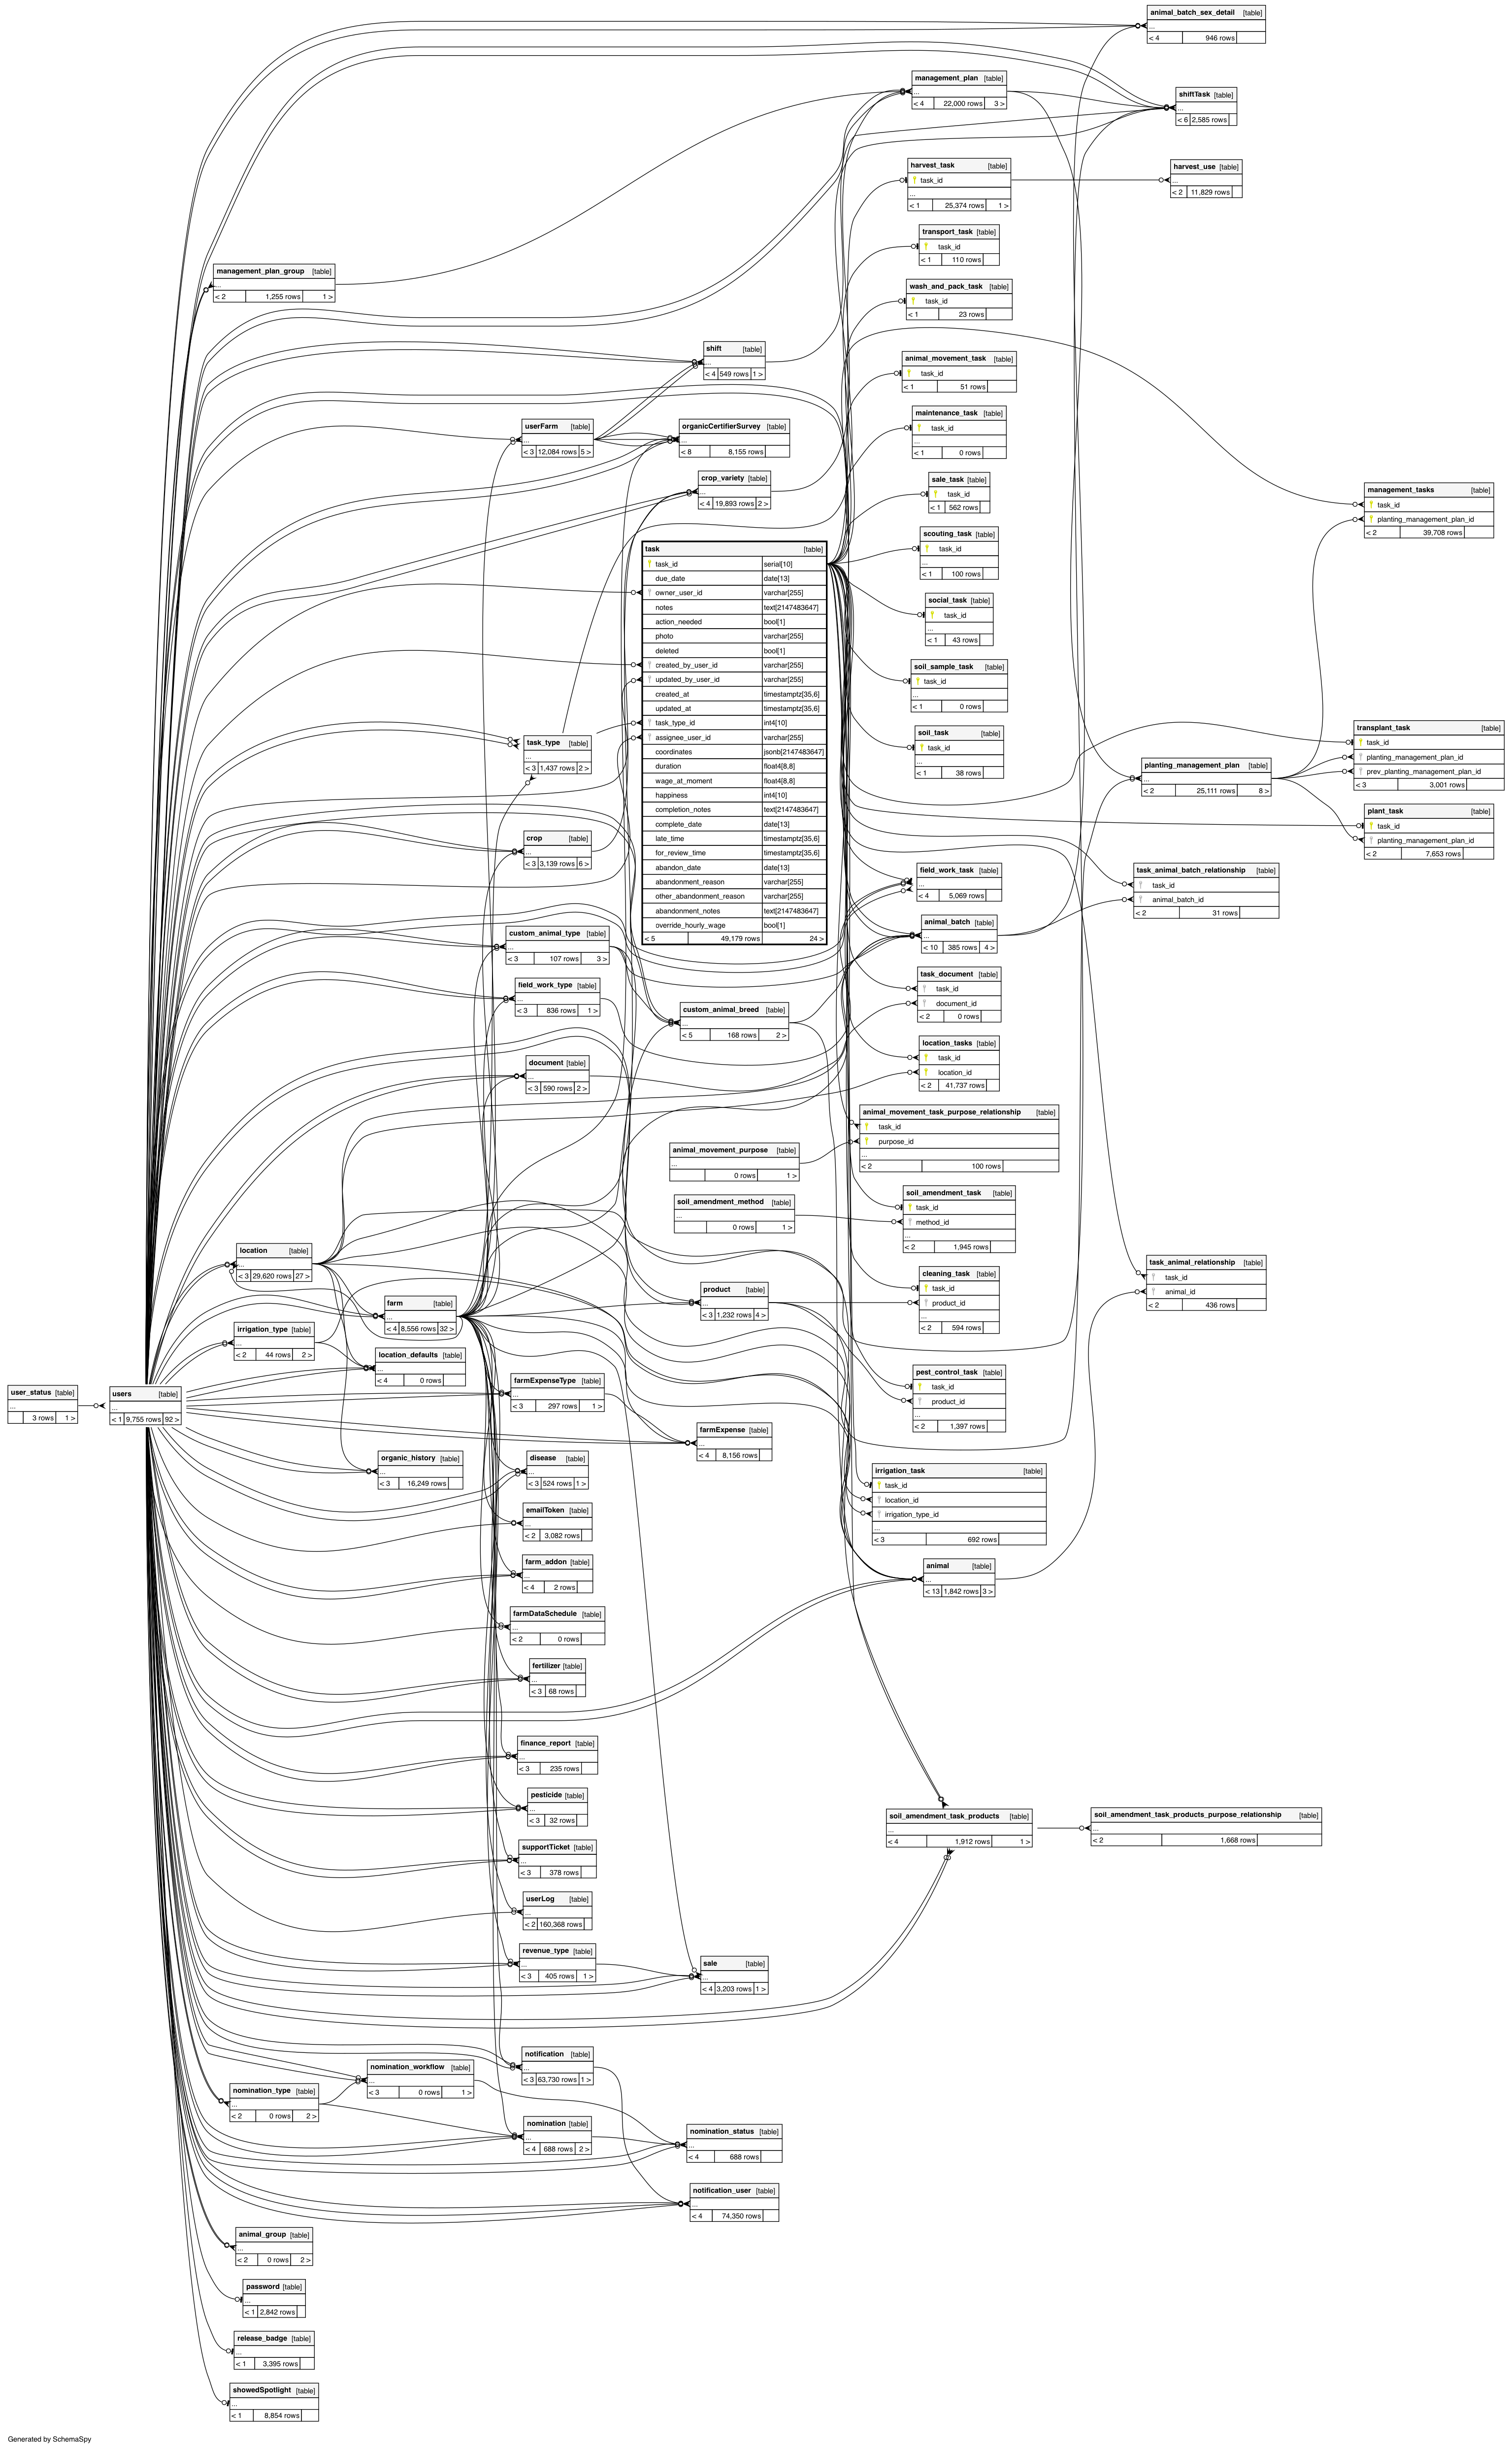 animal_batch_sex_detail [table]
...
< 4 946 rows
management_plan [table]
...
< 4 22,000 rows 3 >
shiftTask [table]
...
< 6 2,585 rows
harvest_task [table]
task_id
...
< 1 25,374 rows 1 >
harvest_use [table]
...
< 2 11,829 rows
transport_task [table]
task_id
< 1 110 rows
management_plan_group [table]
...
< 2 1,255 rows 1 >
wash_and_pack_task [table]
task_id
< 1 23 rows
shift [table]
...
< 4 549 rows 1 >
animal_movement_task [table]
task_id
< 1 51 rows
userFarm [table]
...
< 3 12,084 rows 5 >
organicCertifierSurvey [table]
...
< 8 8,155 rows
maintenance_task [table]
task_id
...
< 1 0 rows
crop_variety [table]
...
< 4 19,893 rows 2 >
sale_task [table]
task_id
< 1 562 rows
management_tasks [table]
task_id
planting_management_plan_id
< 2 39,708 rows
scouting_task [table]
task_id
...
< 1 100 rows
task [table]
task_id serial[10]
due_date date[13]
owner_user_id varchar[255]
notes text[2147483647]
action_needed bool[1]
photo varchar[255]
deleted bool[1]
created_by_user_id varchar[255]
updated_by_user_id varchar[255]
created_at timestamptz[35,6]
updated_at timestamptz[35,6]
task_type_id int4[10]
assignee_user_id varchar[255]
coordinates jsonb[2147483647]
duration float4[8,8]
wage_at_moment float4[8,8]
happiness int4[10]
completion_notes text[2147483647]
complete_date date[13]
late_time timestamptz[35,6]
for_review_time timestamptz[35,6]
abandon_date date[13]
abandonment_reason varchar[255]
other_abandonment_reason varchar[255]
abandonment_notes text[2147483647]
override_hourly_wage bool[1]
< 5 49,179 rows 24 >
social_task [table]
task_id
...
< 1 43 rows
soil_sample_task [table]
task_id
...
< 1 0 rows
soil_task [table]
task_id
...
< 1 38 rows
transplant_task [table]
task_id
planting_management_plan_id
prev_planting_management_plan_id
< 3 3,001 rows
task_type [table]
...
< 3 1,437 rows 2 >
planting_management_plan [table]
...
< 2 25,111 rows 8 >
plant_task [table]
task_id
planting_management_plan_id
< 2 7,653 rows
crop [table]
...
< 3 3,139 rows 6 >
field_work_task [table]
...
< 4 5,069 rows
task_animal_batch_relationship [table]
task_id
animal_batch_id
< 2 31 rows
animal_batch [table]
...
< 10 385 rows 4 >
custom_animal_type [table]
...
< 3 107 rows 3 >
task_document [table]
task_id
document_id
< 2 0 rows
field_work_type [table]
...
< 3 836 rows 1 >
custom_animal_breed [table]
...
< 5 168 rows 2 >
location_tasks [table]
task_id
location_id
< 2 41,737 rows
document [table]
...
< 3 590 rows 2 >
animal_movement_task_purpose_relationship [table]
task_id
purpose_id
...
< 2 100 rows
animal_movement_purpose [table]
...
0 rows 1 >
soil_amendment_method [table]
...
0 rows 1 >
soil_amendment_task [table]
task_id
method_id
...
< 2 1,945 rows
location [table]
...
< 3 29,620 rows 27 >
task_animal_relationship [table]
task_id
animal_id
< 2 436 rows
cleaning_task [table]
task_id
product_id
...
< 2 594 rows
product [table]
...
< 3 1,232 rows 4 >
farm [table]
...
< 4 8,556 rows 32 >
irrigation_type [table]
...
< 2 44 rows 2 >
location_defaults [table]
...
< 4 0 rows
pest_control_task [table]
task_id
product_id
...
< 2 1,397 rows
farmExpenseType [table]
...
< 3 297 rows 1 >
user_status [table]
...
3 rows 1 >
users [table]
...
< 1 9,755 rows 92 >
farmExpense [table]
...
< 4 8,156 rows
organic_history [table]
...
< 3 16,249 rows
disease [table]
...
< 3 524 rows 1 >
irrigation_task [table]
task_id
location_id
irrigation_type_id
...
< 3 692 rows
emailToken [table]
...
< 2 3,082 rows
farm_addon [table]
...
< 4 2 rows
animal [table]
...
< 13 1,842 rows 3 >
farmDataSchedule [table]
...
< 2 0 rows
fertilizer [table]
...
< 3 68 rows
finance_report [table]
...
< 3 235 rows
pesticide [table]
...
< 3 32 rows
soil_amendment_task_products [table]
...
< 4 1,912 rows 1 >
soil_amendment_task_products_purpose_relationship [table]
...
< 2 1,668 rows
supportTicket [table]
...
< 3 378 rows
userLog [table]
...
< 2 160,368 rows
revenue_type [table]
...
< 3 405 rows 1 >
sale [table]
...
< 4 3,203 rows 1 >
notification [table]
...
< 3 63,730 rows 1 >
nomination_workflow [table]
...
< 3 0 rows 1 >
nomination_type [table]
...
< 2 0 rows 2 >
nomination [table]
...
< 4 688 rows 2 >
nomination_status [table]
...
< 4 688 rows
notification_user [table]
...
< 4 74,350 rows
animal_group [table]
...
< 2 0 rows 2 >
password [table]
...
< 1 2,842 rows
release_badge [table]
...
< 1 3,395 rows
showedSpotlight [table]
...
< 1 8,854 rows
Generated by SchemaSpy